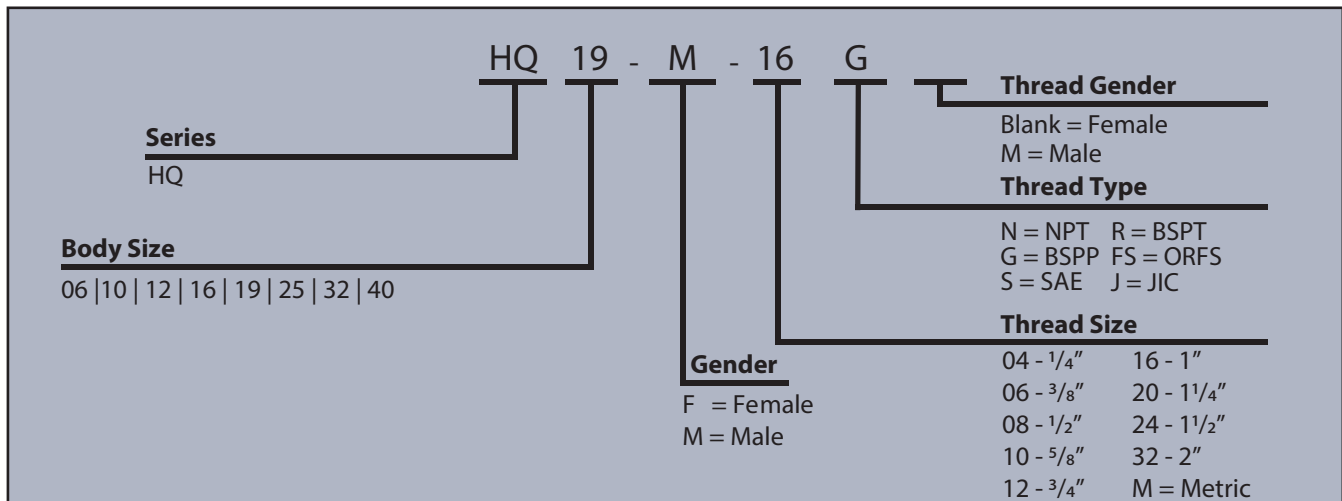 HQ 19 - M - 16 G
Series
HQ
Body Size
06 |10 | 12 | 16 | 19 | 25 | 32 | 40
Gender
F = Female
M = Male
Thread Gender
Blank = Female
M = Male
Thread Type
N = NPT R = BSPT
G = BSPP FS = ORFS
S = SAE J = JIC
Thread Size
04 - 1/4” 16 - 1”
06 - 3/8” 20 - 11/4”
08 - 1/2” 24 - 11/2”
10 - 5/8” 32 - 2”
12 - 3/4” M = Metric